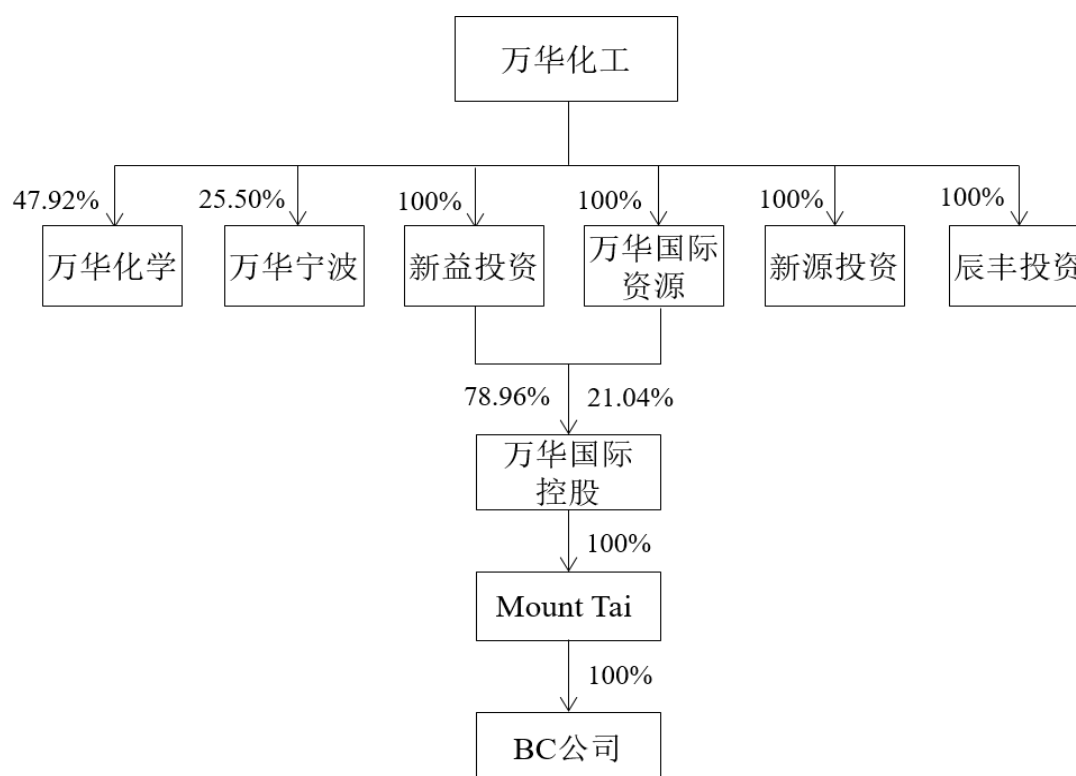 万华化工
47.92%
25.50%
100%
100%
100%
100%
万华化学
万华宁波
新益投资
万华国际
资源
新源投资
辰丰投资
78.96%
21.04%
万华国际
控股
100%
Mount Tai
100%
BC公司